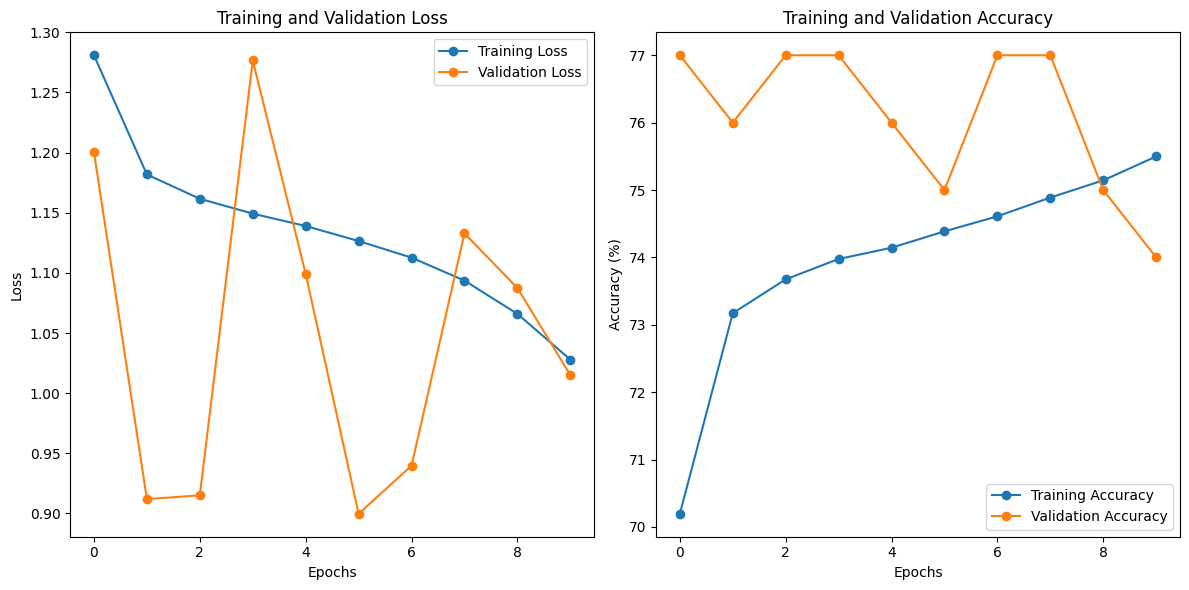 Training and Validation Loss
Training Loss
Validation Loss
1.30
1.25
1.20
1.15
1.10
1.05
1.00
0.95
0.90
Loss
0 2 4 6 8
Epochs
Training and Validation Accuracy
77
76
75
74
73
72
71
70
Accuracy (%)
Training Accuracy
Validation Accuracy
0 2 4 6 8
Epochs